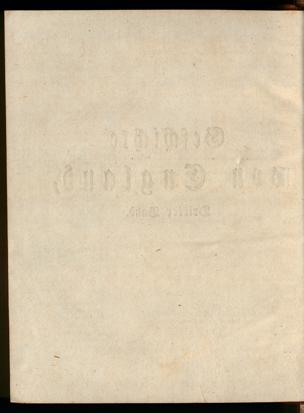 Geschichte
von England,
Dritter Band.